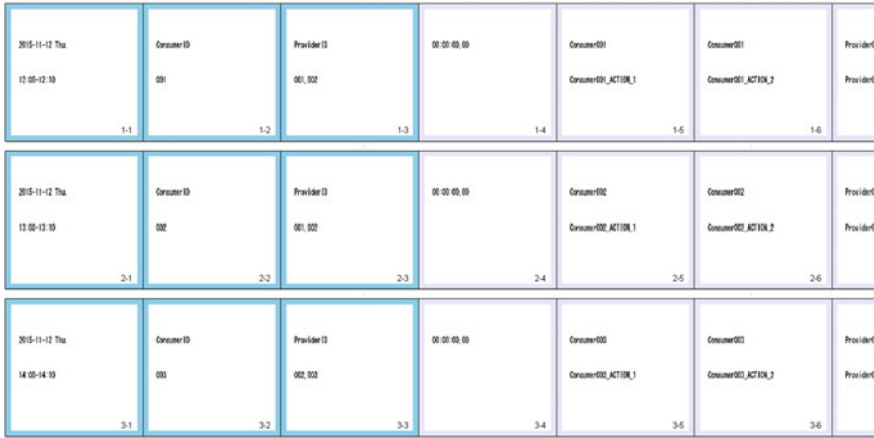 2015-11-12 Thu.
12:00-12:10
1-1
ConsumerID
001
1-2
ProviderID
001,002
1-3
00:00:00;00
1-4
Consumer001
Consumer001_ACTION_1
1-5
Consumer001
Consumer001_ACTION_2
1-6
2015-11-12 Thu.
13:00-13:10
2-1
ConsumerID
002
2-2
ProviderID
001,002
2-3
00:00:00;00
2-4
Consumer002
Consumer002_ACTION_1
2-5
Consumer002
Consumer002_ACTION_2
2-6
2015-11-12 Thu.
14:00-14:10
3-1
ConsumerID
003
3-2
ProviderID
002,003
3-3
00:00:00;00
3-4
Consumer003
Consumer003_ACTION_1
3-5
Consumer003
Consumer003_ACTION_2
3-6